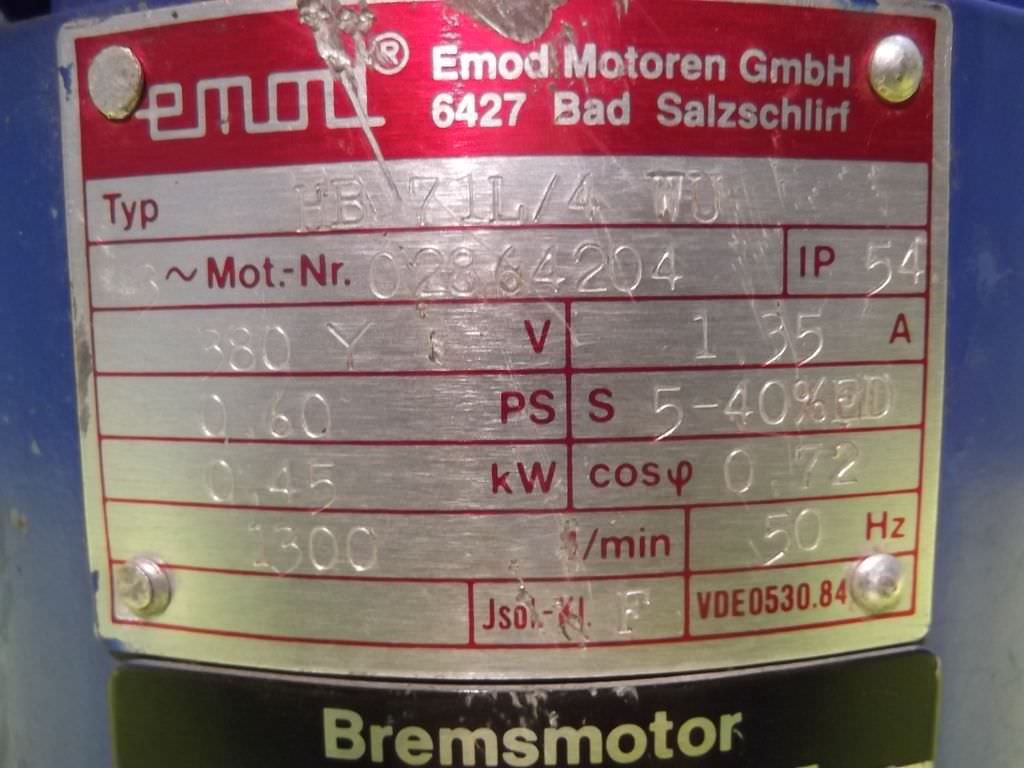 emod ® Emod Motoren GmbH
6427 Bad Salzschlirf
Typ HB 71L/4 WU
3 ~ Mot.-Nr. 02864204 IP 54
380 Y V 1.35 A
0.60 PS S 5-40%ED
0.45 kW cosφ 0.72
1300 1/min 50 Hz
Jsol.-Kl. F VDE0530.84
Bremsmotor